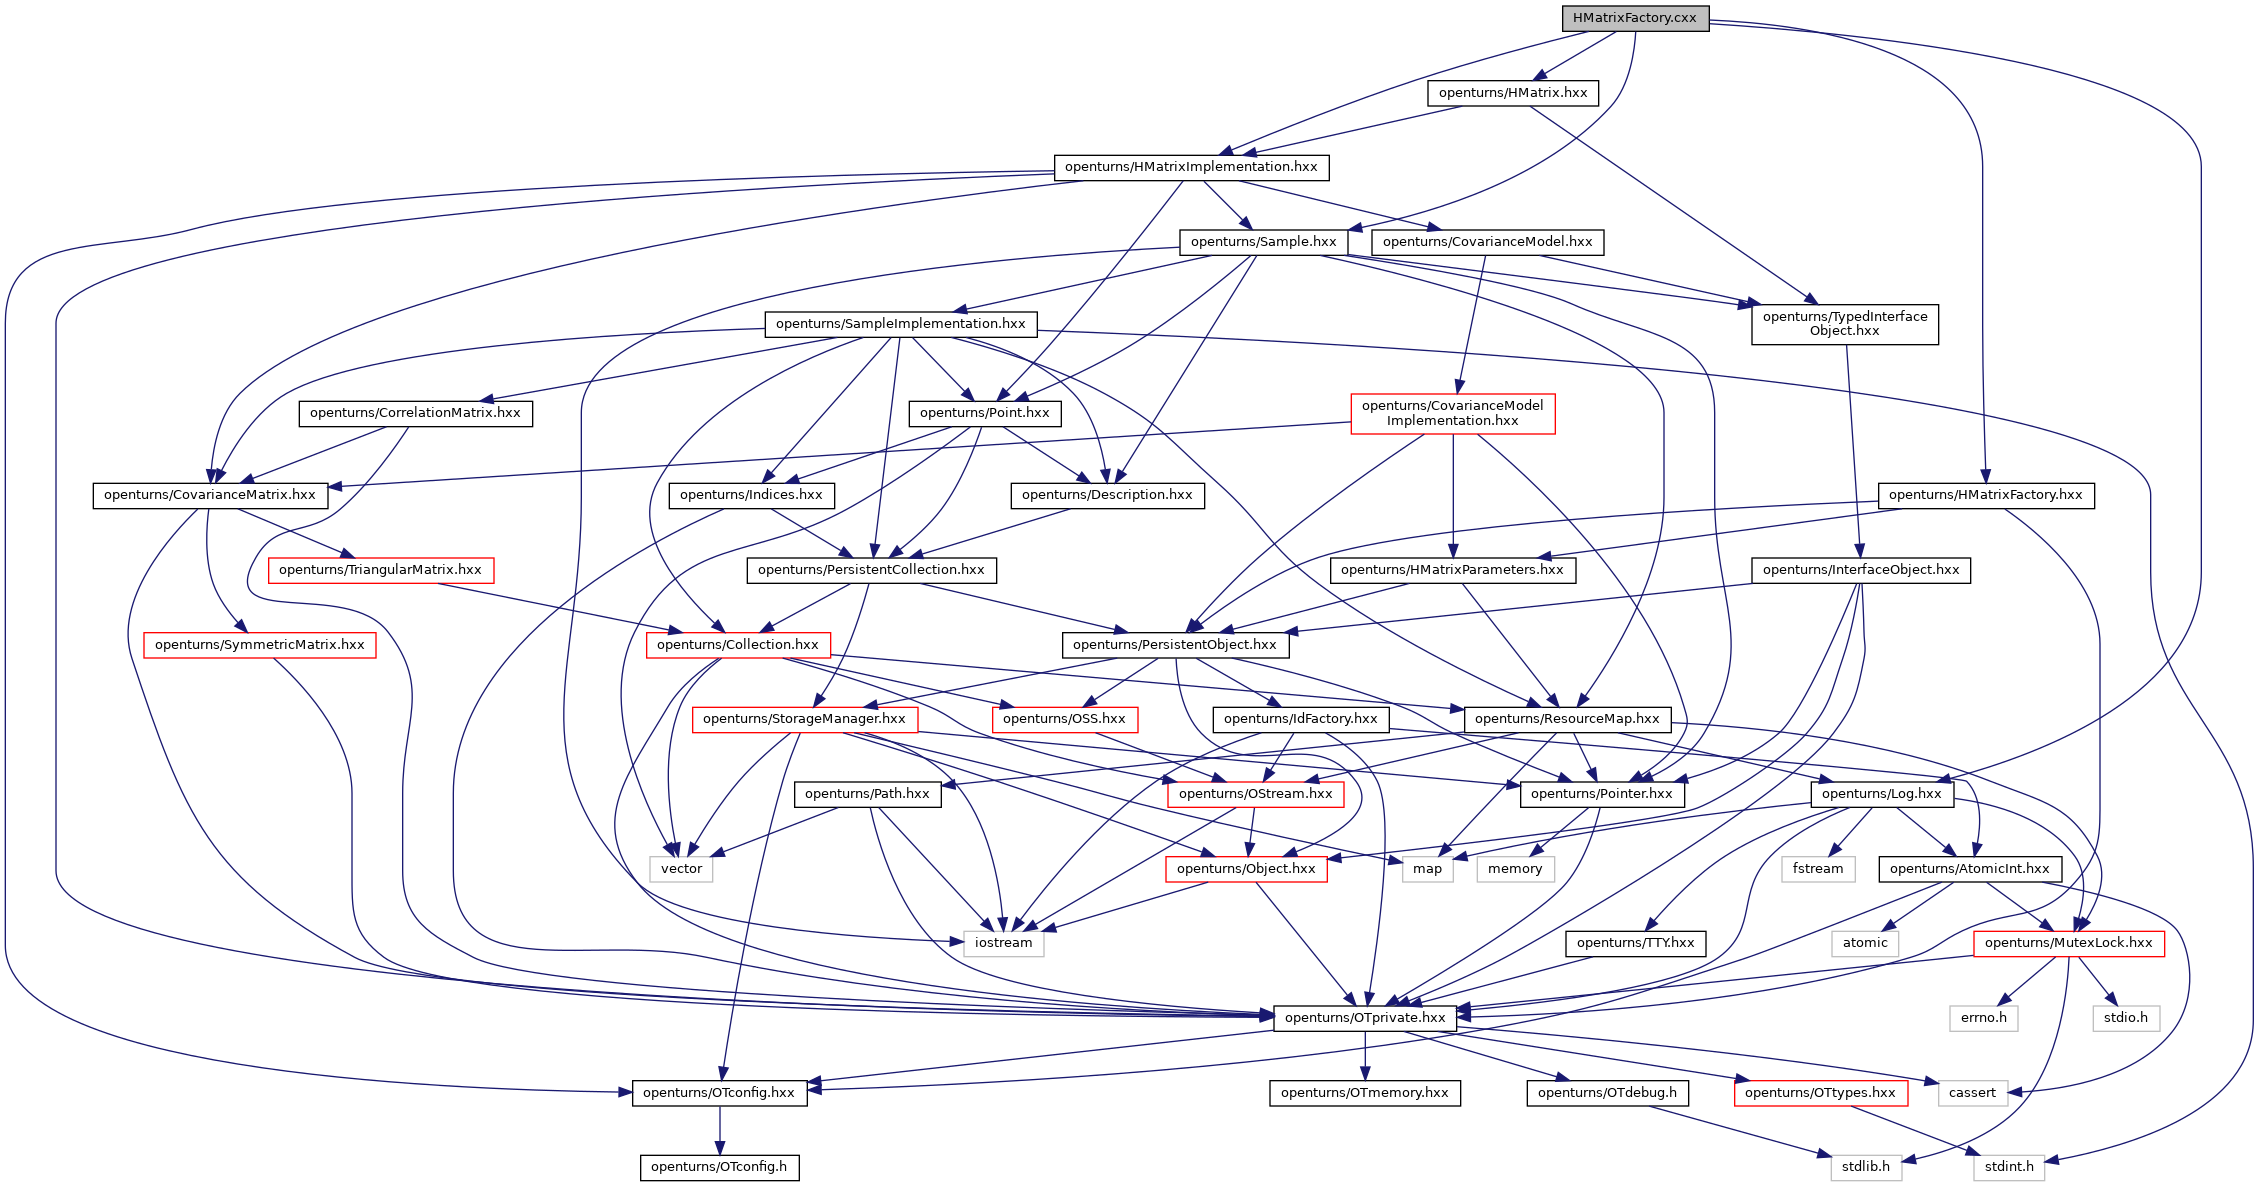 HMatrixFactory.cxx
openturns/HMatrix.hxx
openturns/HMatrixImplementation.hxx
openturns/Sample.hxx
openturns/CovarianceModel.hxx
openturns/SampleImplementation.hxx
openturns/TypedInterface
Object.hxx
openturns/CorrelationMatrix.hxx
openturns/Point.hxx
openturns/CovarianceModel
Implementation.hxx
openturns/CovarianceMatrix.hxx
openturns/Indices.hxx
openturns/Description.hxx
openturns/HMatrixFactory.hxx
openturns/TriangularMatrix.hxx
openturns/PersistentCollection.hxx
openturns/HMatrixParameters.hxx
openturns/InterfaceObject.hxx
openturns/SymmetricMatrix.hxx
openturns/Collection.hxx
openturns/PersistentObject.hxx
openturns/StorageManager.hxx
openturns/OSS.hxx
openturns/IdFactory.hxx
openturns/ResourceMap.hxx
openturns/Path.hxx
openturns/OStream.hxx
openturns/Pointer.hxx
openturns/Log.hxx
vector
openturns/Object.hxx
map
memory
fstream
openturns/AtomicInt.hxx
iostream
openturns/TTY.hxx
atomic
openturns/MutexLock.hxx
openturns/OTprivate.hxx
errno.h
stdio.h
openturns/OTconfig.hxx
openturns/OTmemory.hxx
openturns/OTdebug.h
openturns/OTtypes.hxx
cassert
openturns/OTconfig.h
stdlib.h
stdint.h